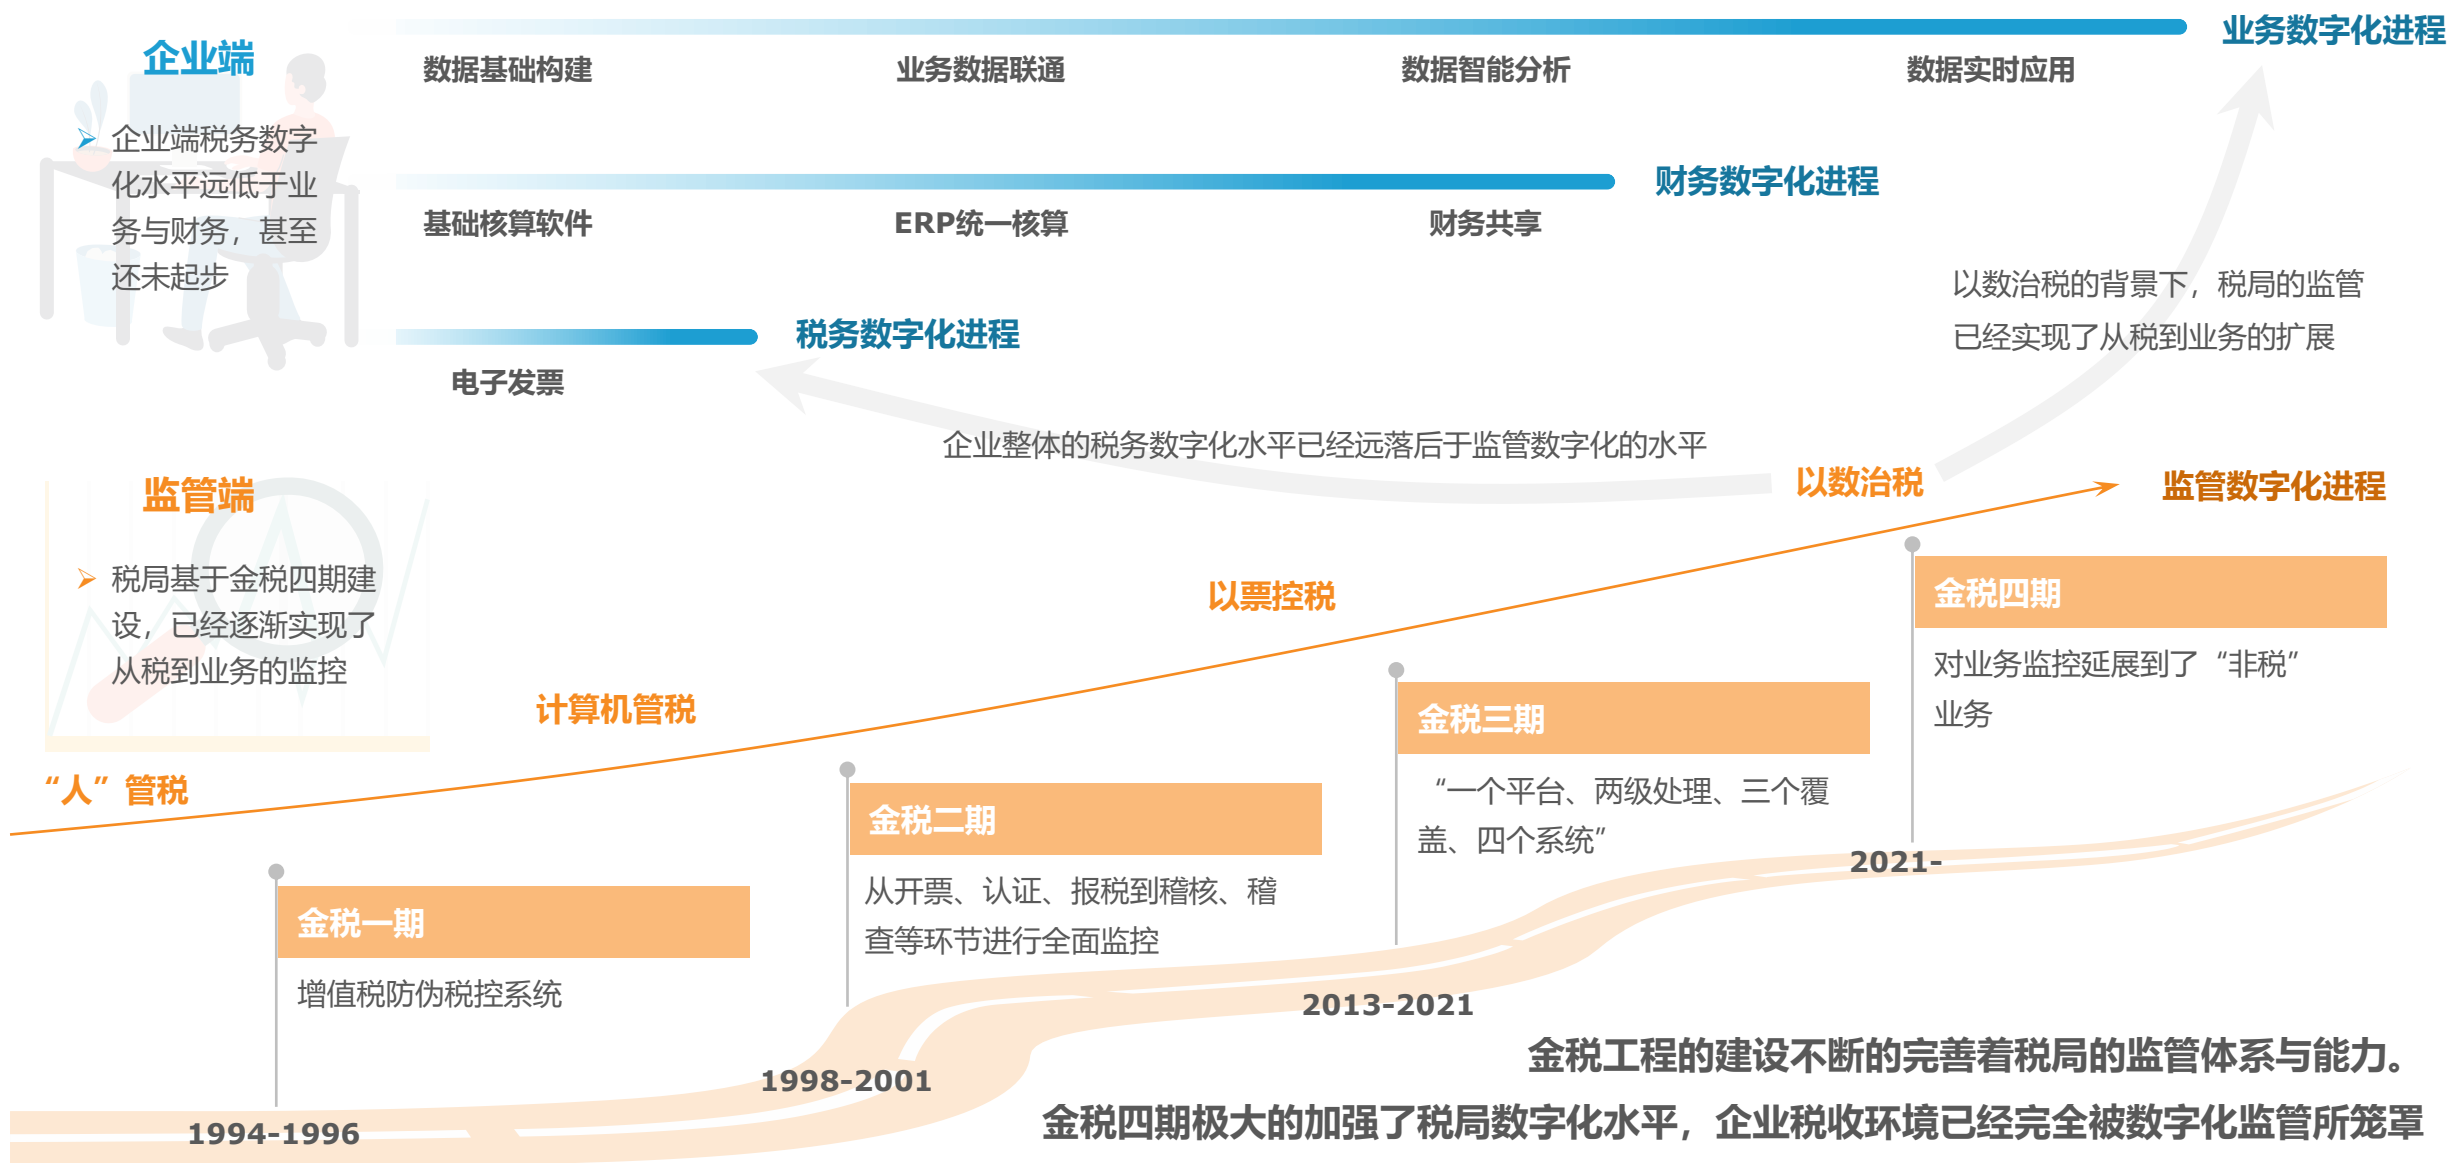 企业端
企业端税务数字
化水平远低于业
务与财务，甚至
还未起步
业务数字化进程
数据基础构建
业务数据联通
数据智能分析
数据实时应用
财务数字化进程
基础核算软件
ERP统一核算
财务共享
税务数字化进程
电子发票
以数治税的背景下，税局的监管
已经实现了从税到业务的扩展
企业整体的税务数字化水平已经远落后于监管数字化的水平
监管端
税局基于金税四期建
设，已经逐渐实现了
从税到业务的监控
“人”管税
计算机管税
以票控税
以数治税
监管数字化进程
金税一期
增值税防伪税控系统
1994-1996
金税二期
从开票、认证、报税到稽核、稽
查等环节进行全面监控
1998-2001
金税三期
“一个平台、两级处理、三个覆
盖、四个系统”
2013-2021
金税四期
对业务监控延展到了“非税”
业务
2021-
金税工程的建设不断的完善着税局的监管体系与能力。
金税四期极大的加强了税局数字化水平，企业税收环境已经完全被数字化监管所笼罩